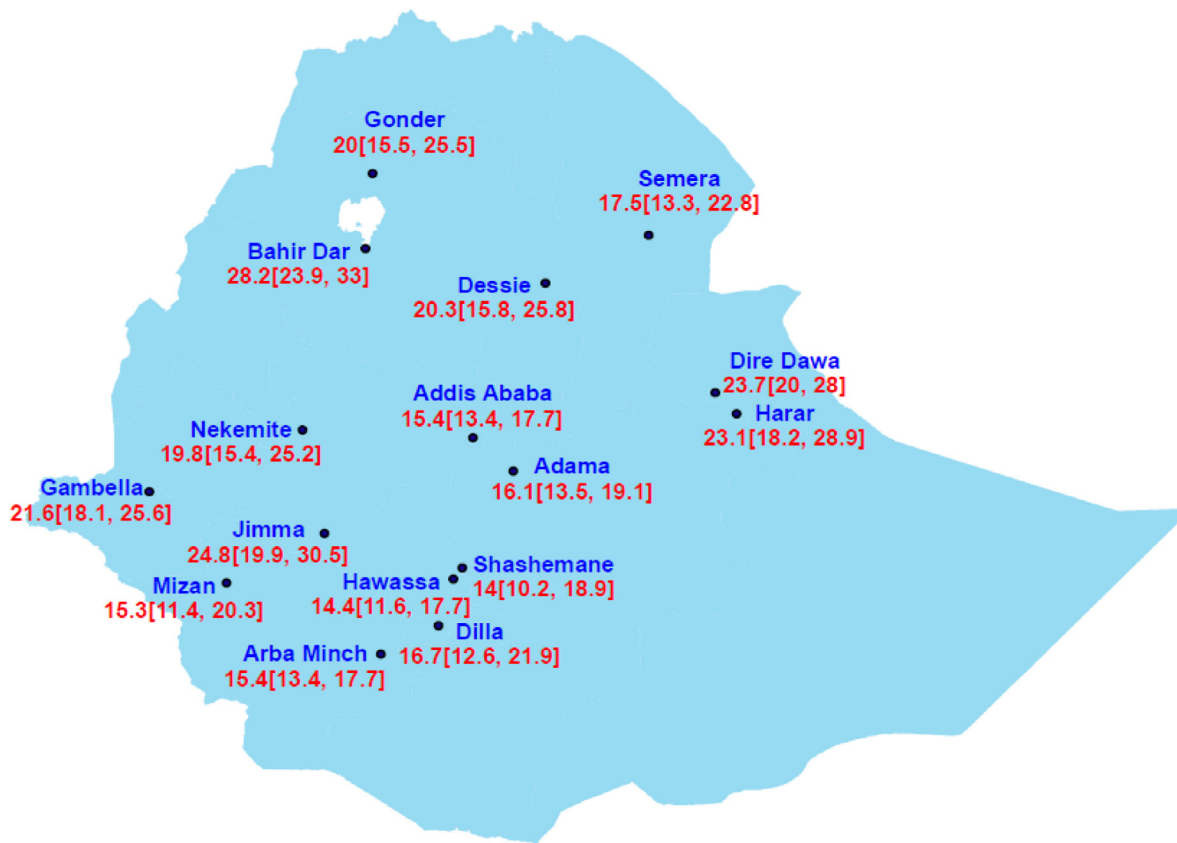 Gonder
20[15.5, 25.5]
Semera
17.5[13.3, 22.8]
Bahir Dar
28.2[23.9, 33]
Dessie
20.3[15.8, 25.8]
Dire Dawa
23.7[20, 28]
Addis Ababa
15.4[13.4, 17.7]
Harar
23.1[18.2, 28.9]
Nekemite
19.8[15.4, 25.2]
Adama
16.1[13.5, 19.1]
Gambella
21.6[18.1, 25.6]
Jimma
24.8[19.9, 30.5]
Shashemane
14[10.2, 18.9]
Mizan
15.3[11.4, 20.3]
Hawassa
14.4[11.6, 17.7]
Dilla
16.7[12.6, 21.9]
Arba Minch
15.4[13.4, 17.7]